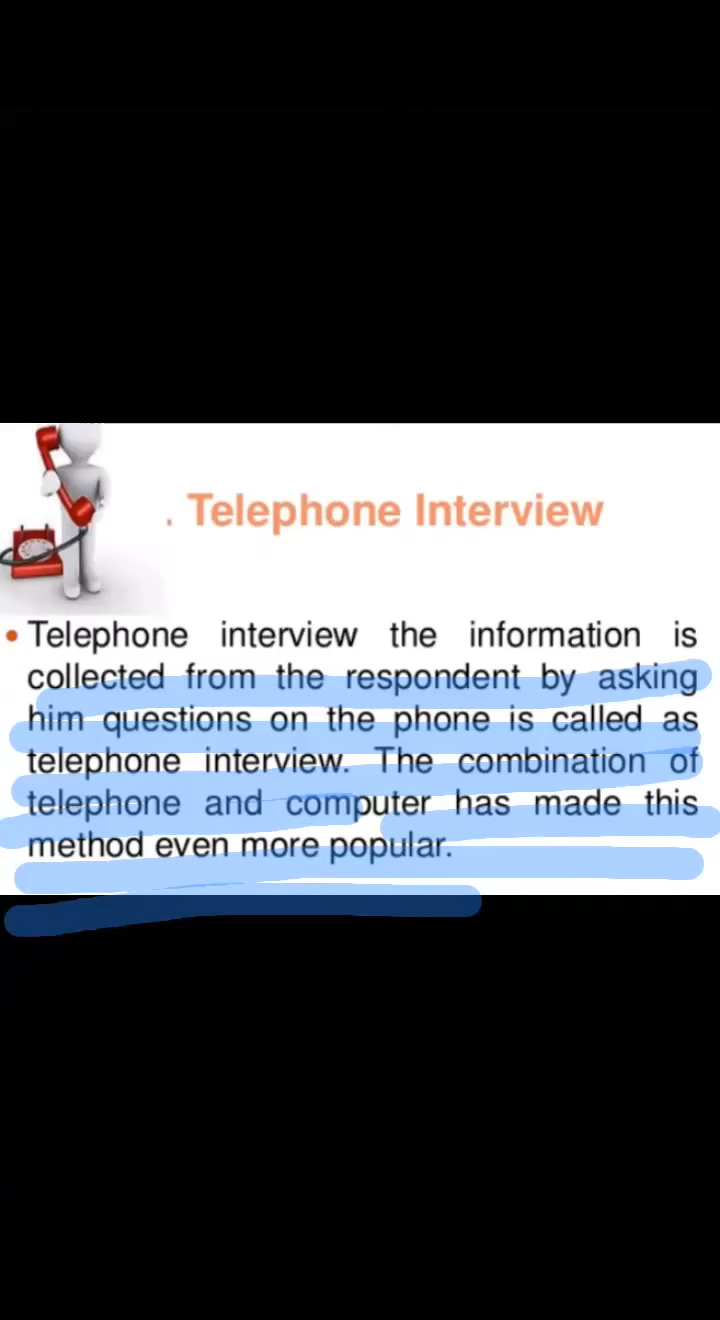 . Telephone Interview
• Telephone interview the information is
collected from the respondent by asking
him questions on the phone is called as
telephone interview. The combination of
telephone and computer has made this
method even more popular.